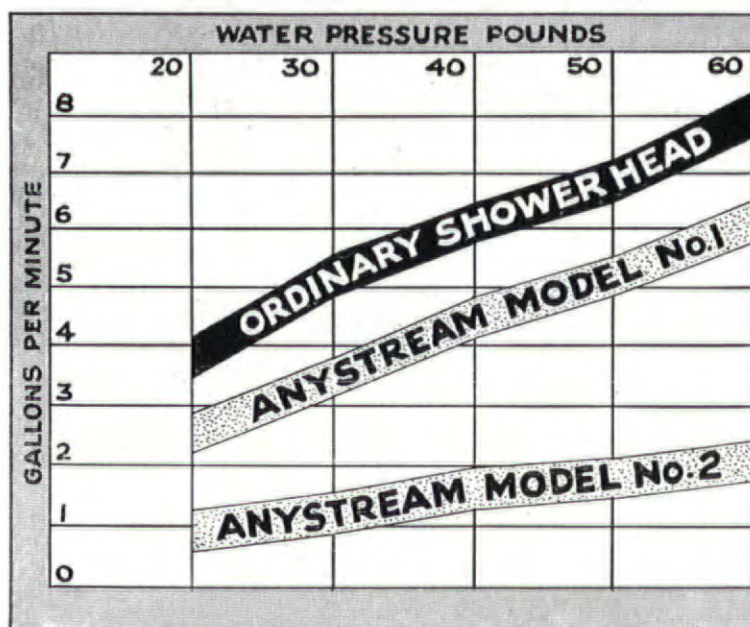 WATER PRESSURE POUNDS
20 30 40 50 60
GALLONS PER MINUTE
8
7
6
5
4
3
2
1
0
ORDINARY SHOWER HEAD
ANYSTREAM MODEL No.1
ANYSTREAM MODEL No.2